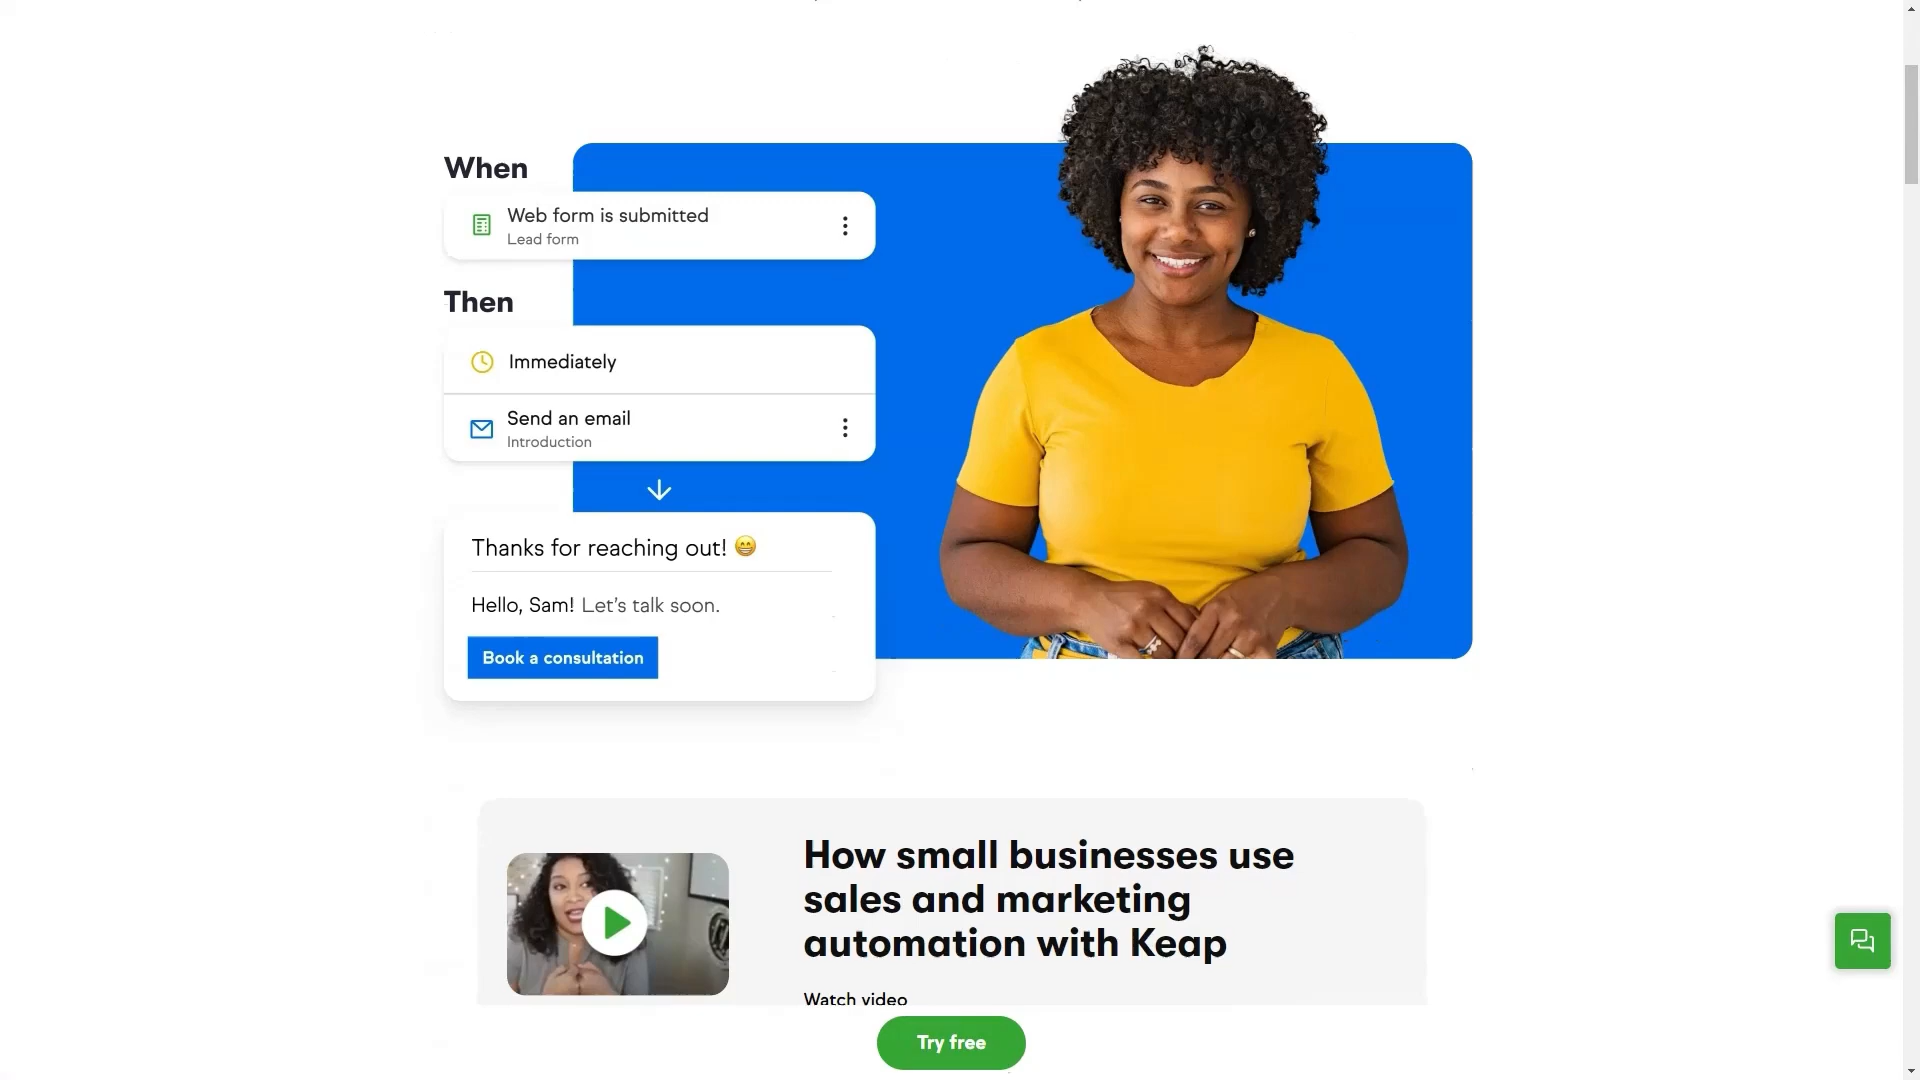 When
Web form is submitted
Lead form
Then
Immediately
Send an email
Introduction
Thanks for reaching out! 😁
Hello, Sam! Let's talk soon.
Book a consultation
How small businesses use
sales and marketing
automation with Keap
Watch video
Try free